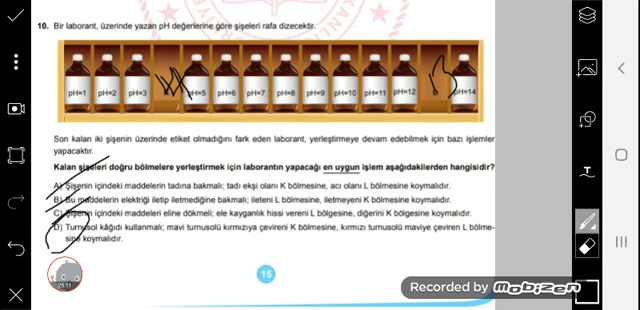 10. Bir laborant, üzerinde yazan pH değerlerine göre şişeleri rafa dizecektir.
pH=1 pH=2 pH=3 pH=5 pH=6 pH=7 pH=8 pH=9 pH=10 pH=11 pH=12 13 pH=14
Son kalan iki şişenin üzerinde etiket olmadığını fark eden laborant, yerleştirmeye devam edebilmek için bazı işlemler
yapacaktır.
Kalan şişeleri doğru bölmelere yerleştirmek için laborantın yapacağı en uygun işlem aşağıdakilerden hangisidir?
A) Şişenin içindeki maddelerin tadına bakmalı; tadı ekşi olanı K bölmesine, acı olanı L bölmesine koymalıdır.
B) Bu maddelerin elektriği iletip iletmediğine bakmalı; ileteni L bölmesine, iletmeyeni K bölmesine koymalıdır.
C) Şişenin içindeki maddeleri eline dökmeli; ele kayganlık hissi vereni L bölgesine, diğerini K bölgesine koymalıdır.
D) Turnusol kâğıdı kullanmalı; mavi turnusolü kırmızıya çevireni K bölmesine, kırmızı turnusolü maviye çeviren L bölme-
sine koymalıdır.
15
25:11
Recorded by Mobizen